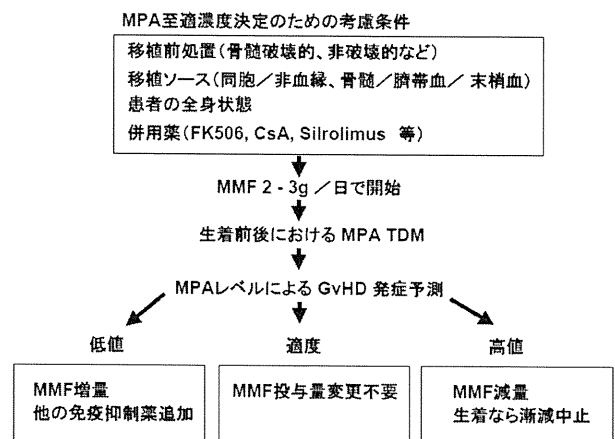 MPA至適濃度決定のための考慮条件
移植前処置(骨髄破壊的、非破壊的など)
移植ソース(同胞/非血縁、骨髄/臍帯血/末梢血)
患者の全身状態
併用薬(FK506, CsA, Silrolimus 等)
MMF 2 - 3g /日で開始
生着前後における MPA TDM
MPAレベルによる GvHD 発症予測
低値
適度
高値
MMF増量
他の免疫抑制薬追加
MMF投与量変更不要
MMF減量
生着なら漸減中止